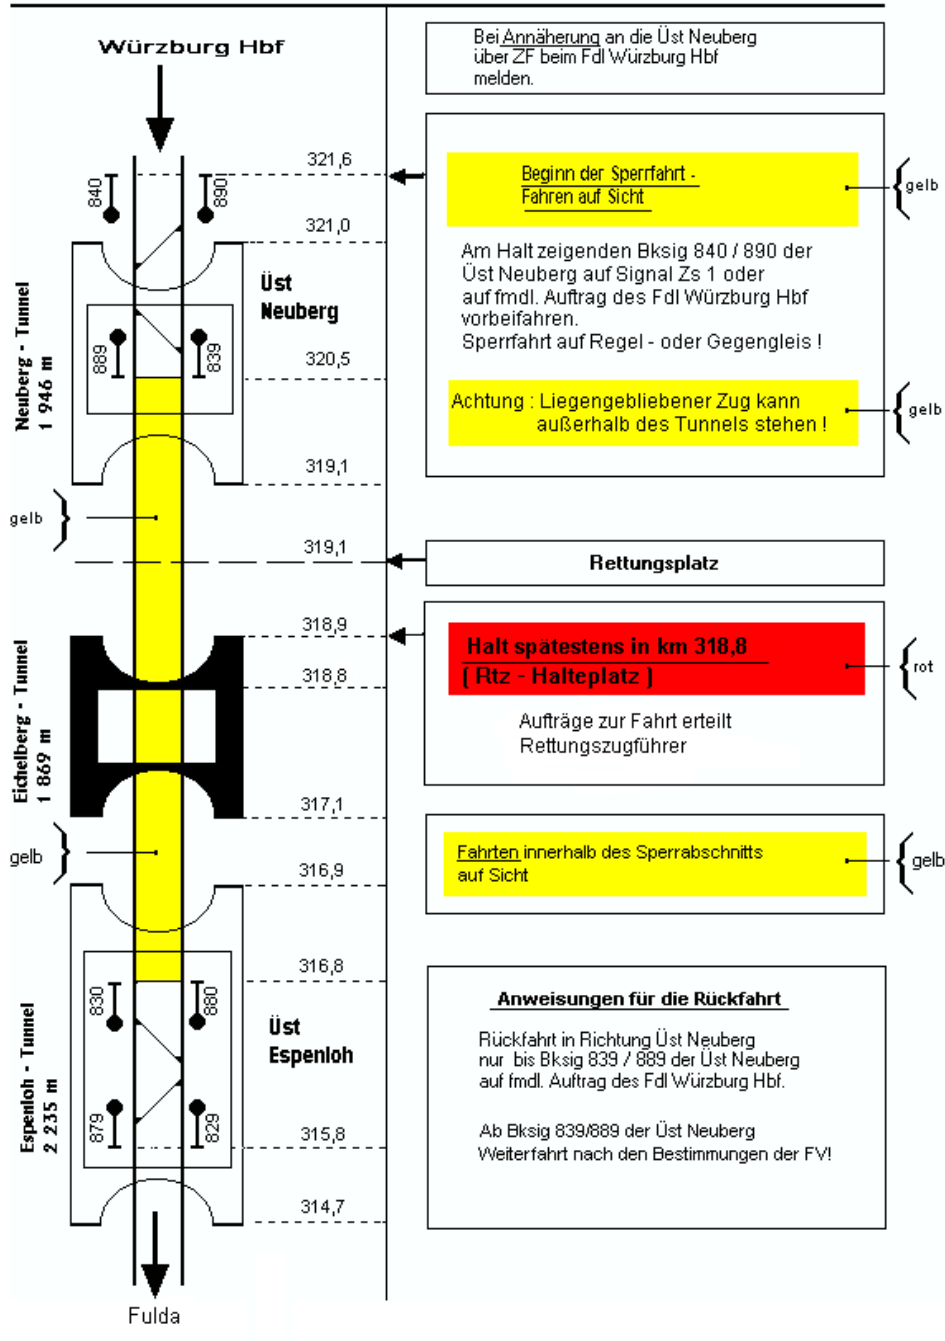 Würzburg Hbf
Bei Annäherung an die Üst Neuberg
über ZF beim Fdl Würzburg Hbf
melden.
321,6
840
890
Beginn der Sperrfahrt -
Fahren auf Sicht
gelb
321,0
Am Halt zeigenden Bksig 840 / 890 der
Üst Neuberg auf Signal Zs 1 oder
auf fmdl. Auftrag des Fdl Würzburg Hbf
vorbeifahren.
Sperrfahrt auf Regel - oder Gegengleis !
Üst
Neuberg
Neuberg - Tunnel
1 946 m
889
839
320,5
Achtung : Liegengebliebener Zug kann
außerhalb des Tunnels stehen !
gelb
319,1
gelb
319,1
Rettungsplatz
318,9
Halt spätestens in km 318,8
( Rtz - Halteplatz )
rot
318,8
Aufträge zur Fahrt erteilt
Rettungszugführer
Eichelberg - Tunnel
1 869 m
317,1
gelb
Fahrten innerhalb des Sperrabschnitts
auf Sicht
gelb
316,9
316,8
830
880
Anweisungen für die Rückfahrt
Üst
Espenloh
Rückfahrt in Richtung Üst Neuberg
nur bis Bksig 839 / 889 der Üst Neuberg
auf fmdl. Auftrag des Fdl Würzburg Hbf.
Espenloh - Tunnel
2 235 m
879
829
315,8
Ab Bksig 839/889 der Üst Neuberg
Weiterfahrt nach den Bestimmungen der FV!
314,7
Fulda